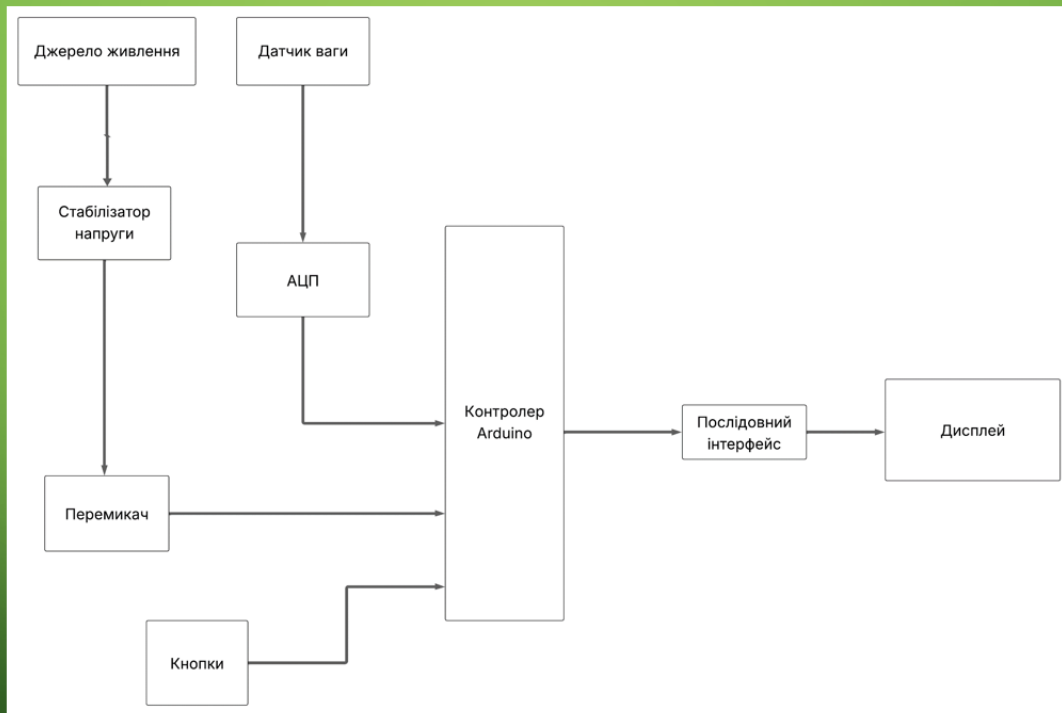 Джерело живлення
Датчик ваги
Стабілізатор
напруги
АЦП
Контролер
Arduino
Послідовний
інтерфейс
Дисплей
Перемикач
Кнопки